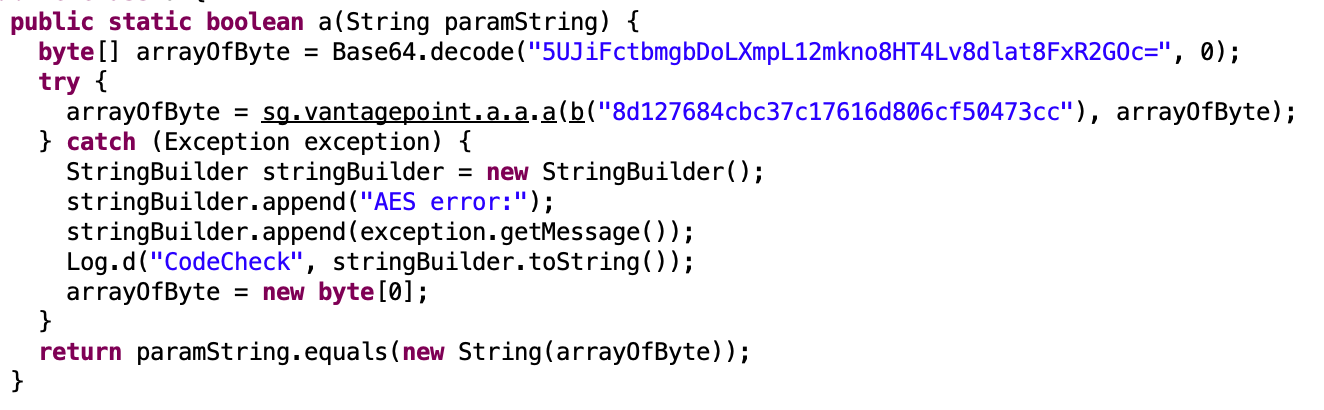 public static boolean a(String paramString) {
byte[] arrayOfByte = Base64.decode("5UJiFctbmgbDoLXmpL12mkno8HT4Lv8dlat8FxR2GOc=", 0);
try {
arrayOfByte = sg.vantagepoint.a.a.a(b("8d127684cbc37c17616d806cf50473cc"), arrayOfByte);
} catch (Exception exception) {
StringBuilder stringBuilder = new StringBuilder();
stringBuilder.append("AES error:");
stringBuilder.append(exception.getMessage());
Log.d("CodeCheck", stringBuilder.toString());
arrayOfByte = new byte[0];
}
return paramString.equals(new String(arrayOfByte));
}